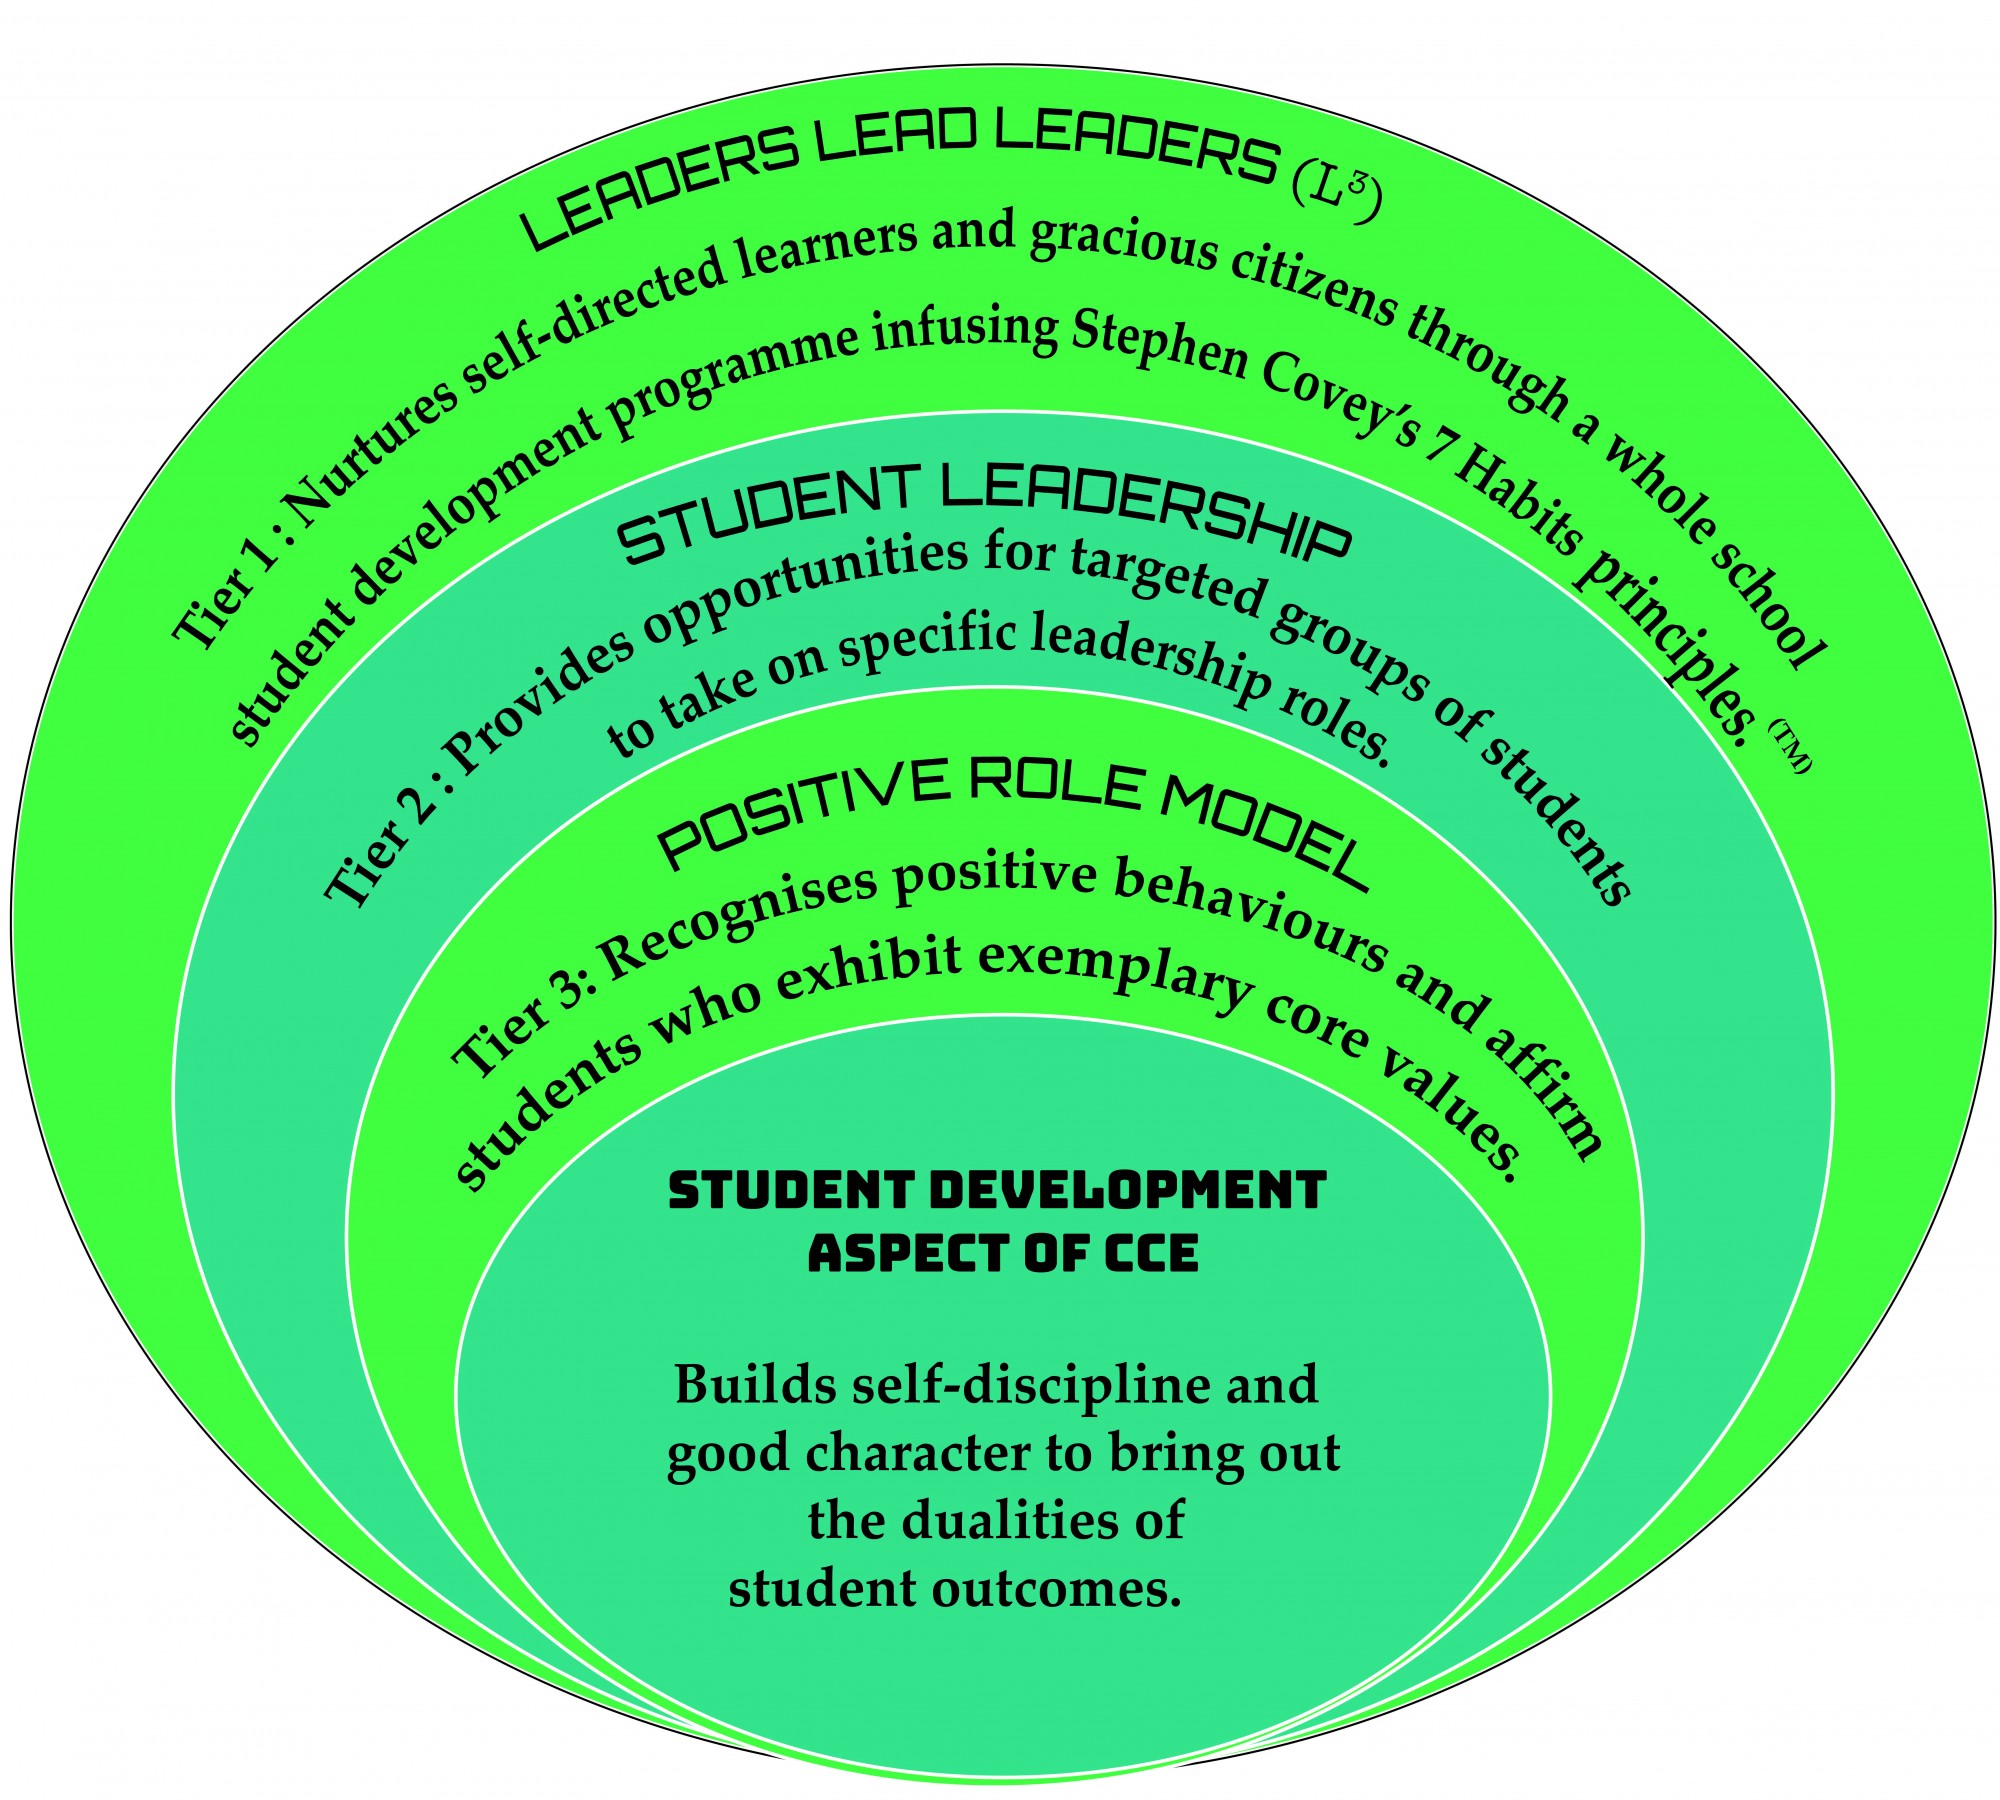 LEADERS LEAD LEADERS (L³)
Tier 1 : Nurtures self-directed learners and gracious citizens through a whole school
student development programme infusing Stephen Covey's 7 Habits principles. (TM)
STUDENT LEADERSHIP
Tier 2 : Provides opportunities for targeted groups of students
to take on specific leadership roles.
POSITIVE ROLE MODEL
Tier 3: Recognises positive behaviours and affirm
students who exhibit exemplary core values.
STUDENT DEVELOPMENT
ASPECT OF CCE
Builds self-discipline and
good character to bring out
the dualities of
student outcomes.